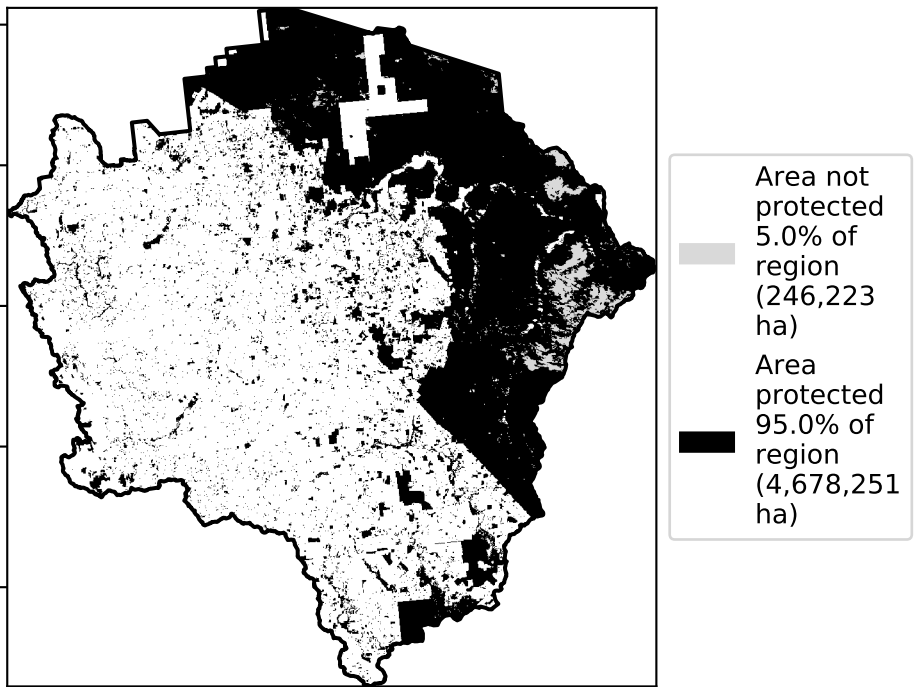 Area not
protected
5.0% of
region
(246,223
ha)
Area
protected
95.0% of
region
(4,678,251
ha)